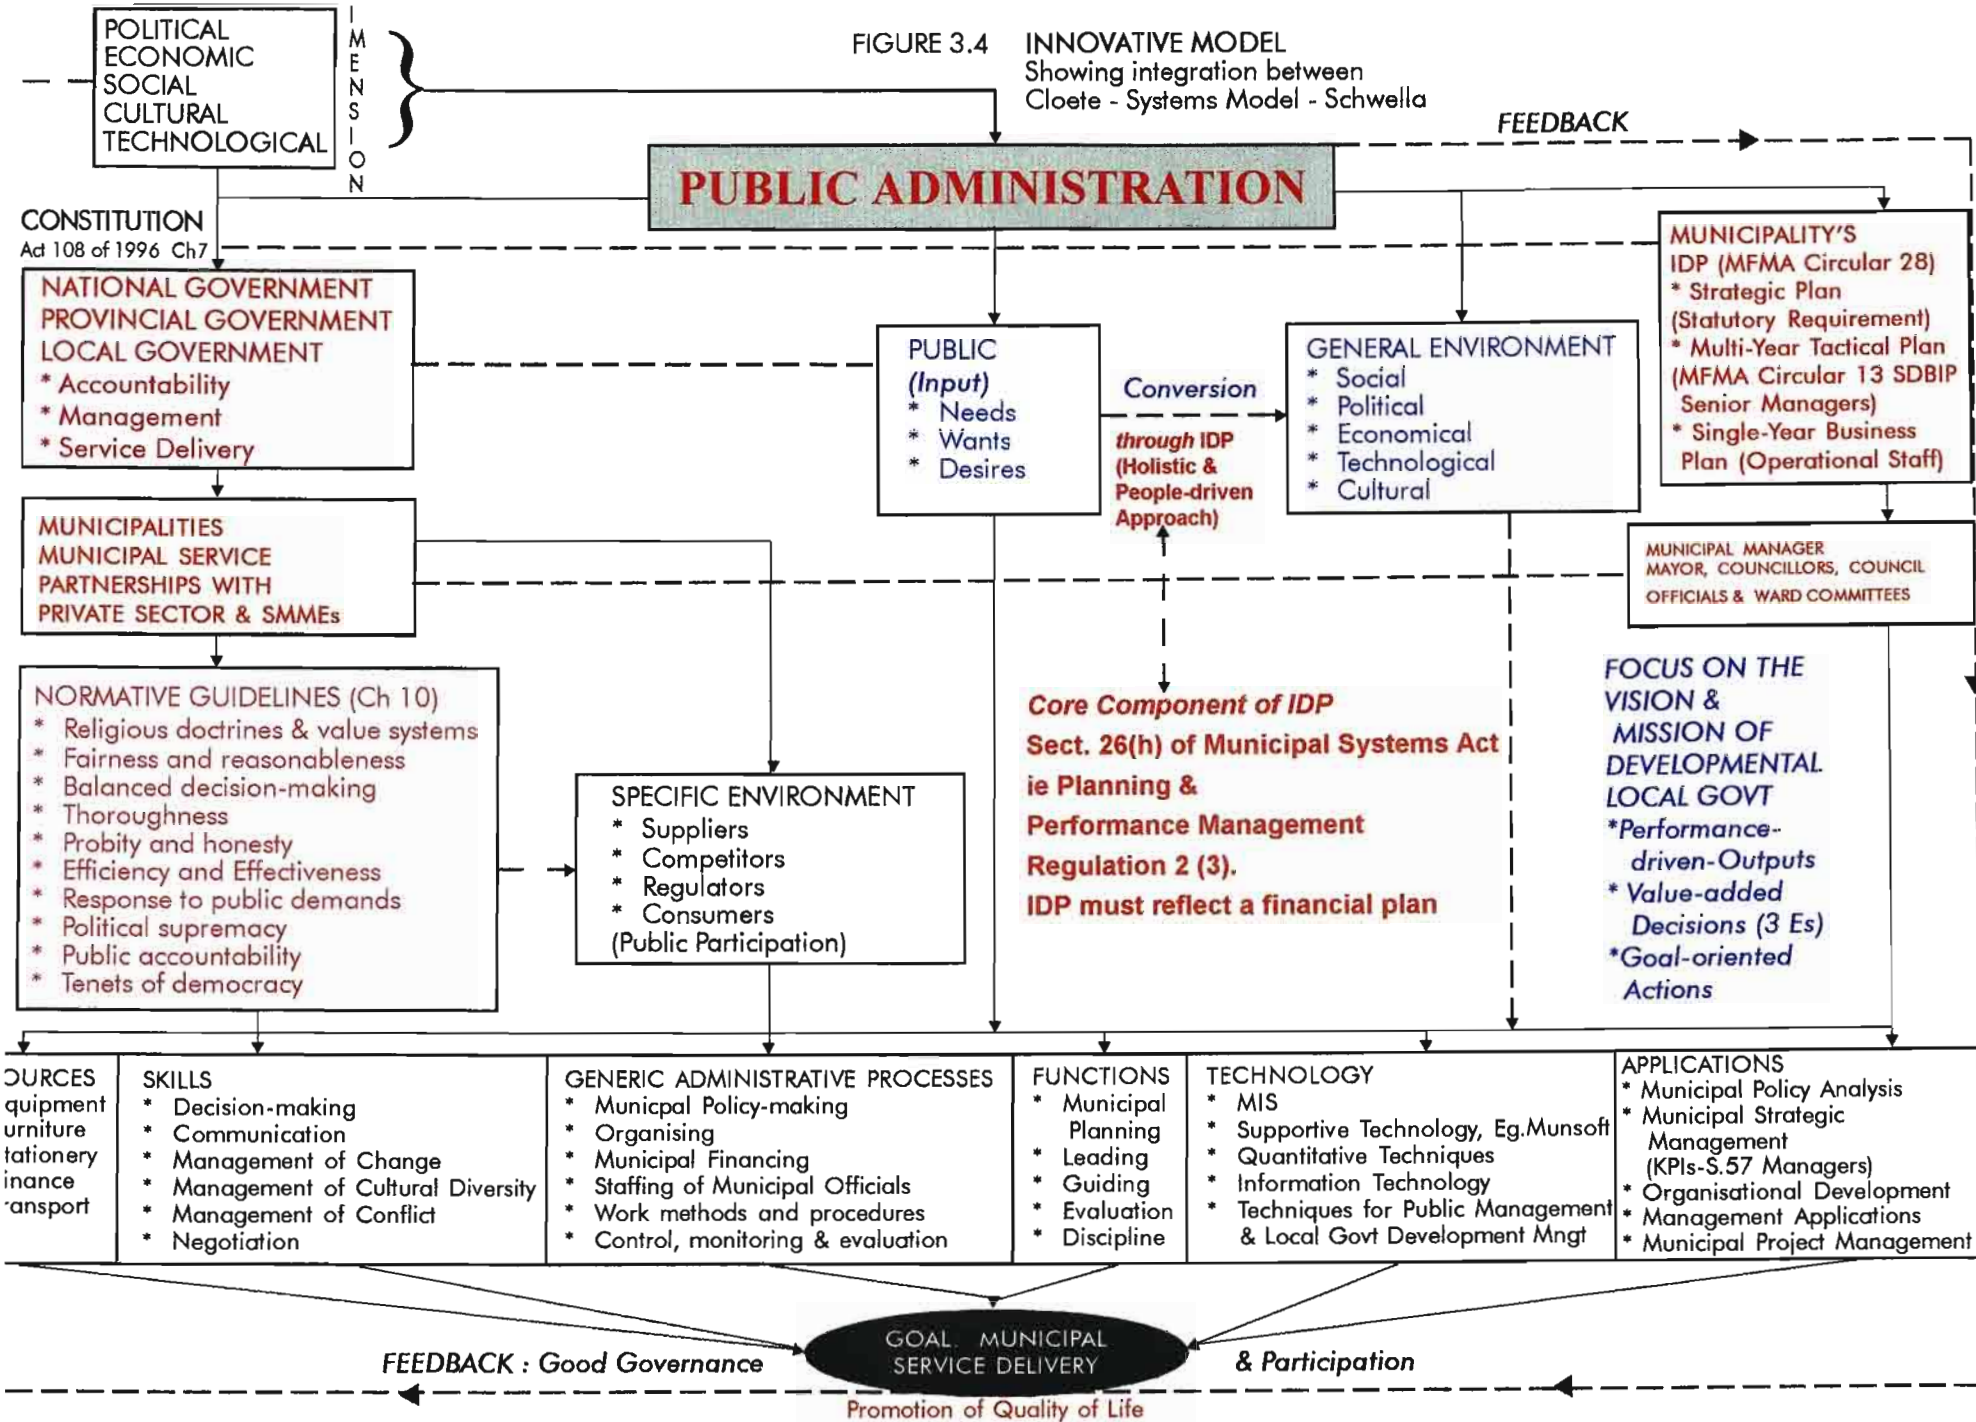 POLITICAL
ECONOMIC
SOCIAL
CULTURAL
TECHNOLOGICAL
IMENSION
FIGURE 3.4 INNOVATIVE MODEL
Showing integration between
Cloete - Systems Model - Schwella
FEEDBACK
PUBLIC ADMINISTRATION
CONSTITUTION
Act 108 of 1996 Ch7
NATIONAL GOVERNMENT
PROVINCIAL GOVERNMENT
LOCAL GOVERNMENT
* Accountability
* Management
* Service Delivery
PUBLIC
(Input)
* Needs
* Wants
* Desires
Conversion
through IDP
(Holistic &
People-driven
Approach)
GENERAL ENVIRONMENT
* Social
* Political
* Economical
* Technological
* Cultural
MUNICIPALITY'S
IDP (MFMA Circular 28)
* Strategic Plan
(Statutory Requirement)
* Multi-Year Tactical Plan
(MFMA Circular 13 SDBIP
Senior Managers)
* Single-Year Business
Plan (Operational Staff)
MUNICIPALITIES
MUNICIPAL SERVICE
PARTNERSHIPS WITH
PRIVATE SECTOR & SMMEs
MUNICIPAL MANAGER
MAYOR, COUNCILLORS, COUNCIL
OFFICIALS & WARD COMMITTEES
NORMATIVE GUIDELINES (Ch 10)
* Religious doctrines & value systems
* Fairness and reasonableness
* Balanced decision-making
* Thoroughness
* Probity and honesty
* Efficiency and Effectiveness
* Response to public demands
* Political supremacy
* Public accountability
* Tenets of democracy
SPECIFIC ENVIRONMENT
* Suppliers
* Competitors
* Regulators
* Consumers
(Public Participation)
Core Component of IDP
Sect. 26(h) of Municipal Systems Act
ie Planning &
Performance Management
Regulation 2 (3).
IDP must reflect a financial plan
FOCUS ON THE
VISION &
MISSION OF
DEVELOPMENTAL
LOCAL GOVT
*Performance-
driven-Outputs
* Value-added
Decisions (3 Es)
*Goal-oriented
Actions
OURCES
quipment
urniture
tationery
inance
ransport
SKILLS
* Decision-making
* Communication
* Management of Change
* Management of Cultural Diversity
* Management of Conflict
* Negotiation
GENERIC ADMINISTRATIVE PROCESSES
* Municpal Policy-making
* Organising
* Municipal Financing
* Staffing of Municipal Officials
* Work methods and procedures
* Control, monitoring & evaluation
FUNCTIONS
* Municipal
Planning
* Leading
* Guiding
* Evaluation
* Discipline
TECHNOLOGY
* MIS
* Supportive Technology, Eg.Munsoft
* Quantitative Techniques
* Information Technology
* Techniques for Public Management
& Local Govt Development Mngt
APPLICATIONS
* Municipal Policy Analysis
* Municipal Strategic
Management
(KPIs-S.57 Managers)
* Organisational Development
* Management Applications
* Municipal Project Management
GOAL. MUNICIPAL
SERVICE DELIVERY
FEEDBACK : Good Governance
& Participation
Promotion of Quality of Life